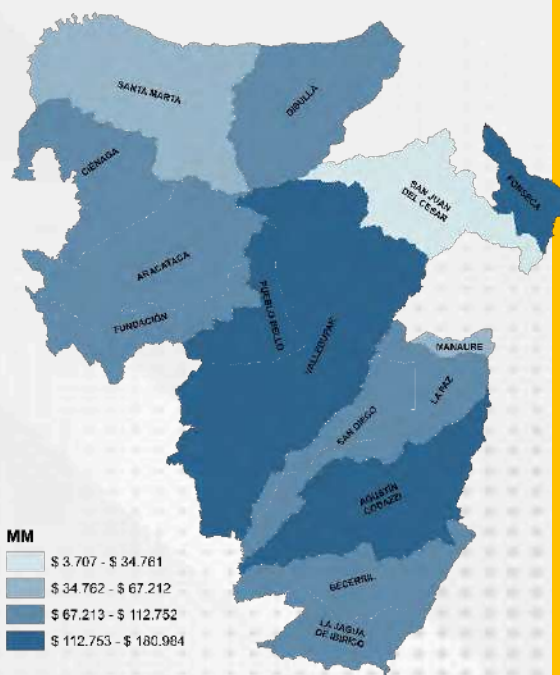 SANTA MARTA
DIBULLA
CIÉNAGA
SAN JUAN
DEL CESAR
FONSECA
ARACATACA
FUNDACIÓN
PUEBLO BELLO
VALLEDUPAR
MANAURE
LA PAZ
SAN DIEGO
AGUSTÍN
CODAZZI
BECERRIL
LA JAGUA
DE IBIRICO
MM
$ 3.707 - $ 34.761
$ 34.762 - $ 67.212
$ 67.213 - $ 112.752
$ 112.753 - $ 180.984